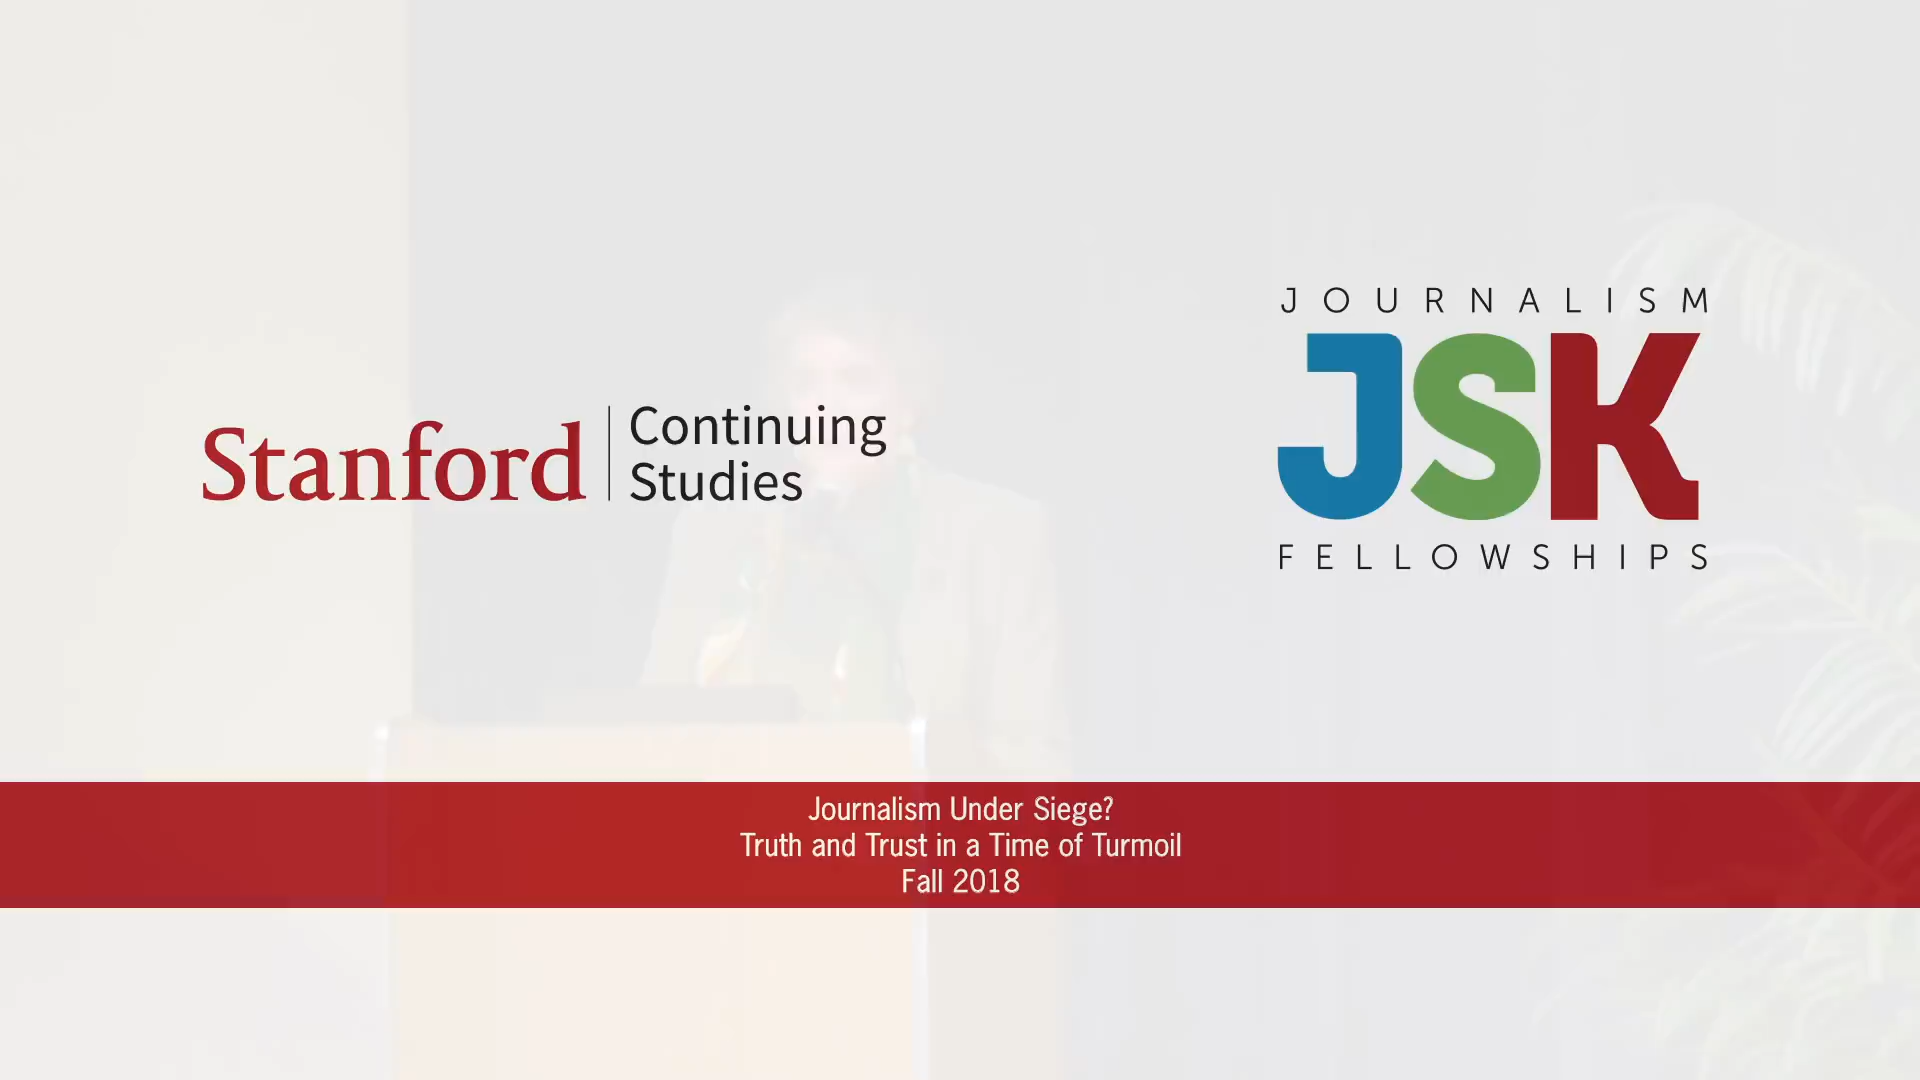 Stanford
Continuing
Studies
JOURNALISM
JSK
FELLOWSHIPS
Journalism Under Siege?
Truth and Trust in a Time of Turmoil
Fall 2018